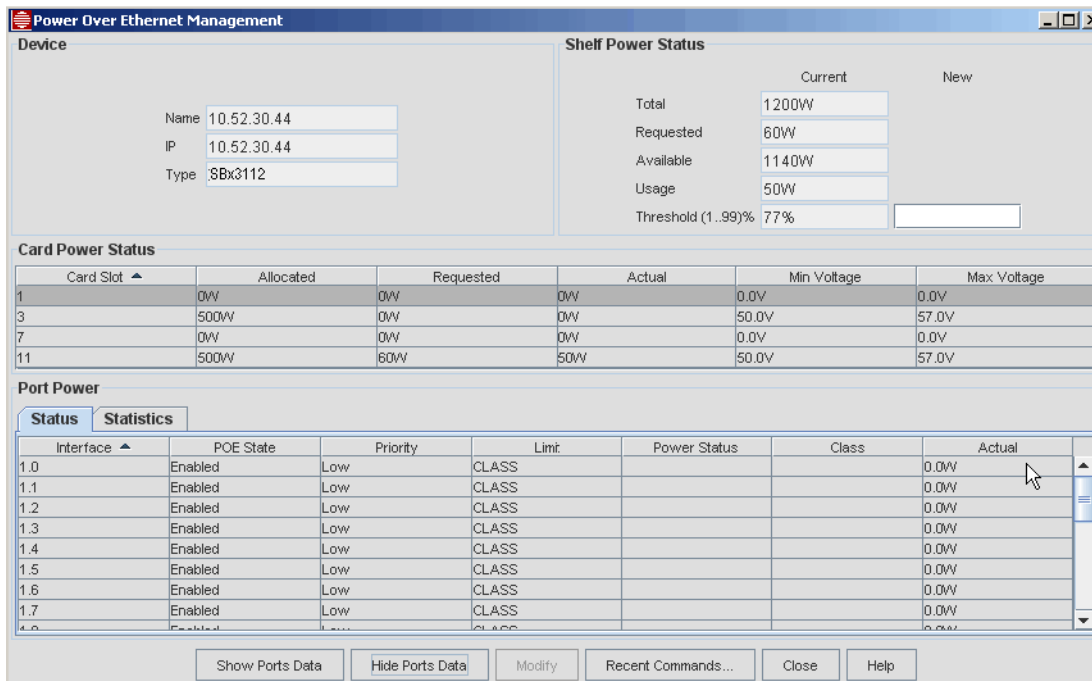 Power Over Ethernet Management
Device
Name 10.52.30.44
IP 10.52.30.44
Type SBx3112
Shelf Power Status
Current New
Total 1200W
Requested 60W
Available 1140W
Usage 50W
Threshold (1..99)% 77%
Card Power Status
Card Slot Allocated Requested Actual Min Voltage Max Voltage
1 0W 0W 0W 0.0V 0.0V
3 500W 0W 0W 50.0V 57.0V
7 0W 0W 0W 0.0V 0.0V
11 500W 60W 50W 50.0V 57.0V
Port Power
Status Statistics
Interface POE State Priority Limit Power Status Class Actual
1.0 Enabled Low CLASS 0.0W
1.1 Enabled Low CLASS 0.0W
1.2 Enabled Low CLASS 0.0W
1.3 Enabled Low CLASS 0.0W
1.4 Enabled Low CLASS 0.0W
1.5 Enabled Low CLASS 0.0W
1.6 Enabled Low CLASS 0.0W
1.7 Enabled Low CLASS 0.0W
Show Ports Data Hide Ports Data Modify Recent Commands... Close Help